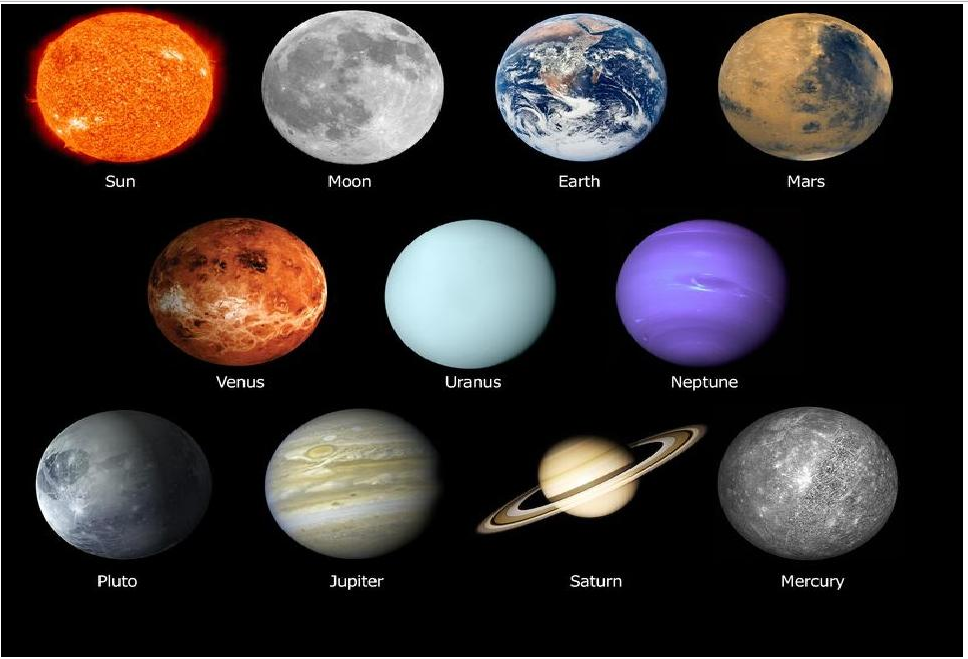 Sun
Moon
Earth
Mars
Venus
Uranus
Neptune
Pluto
Jupiter
Saturn
Mercury